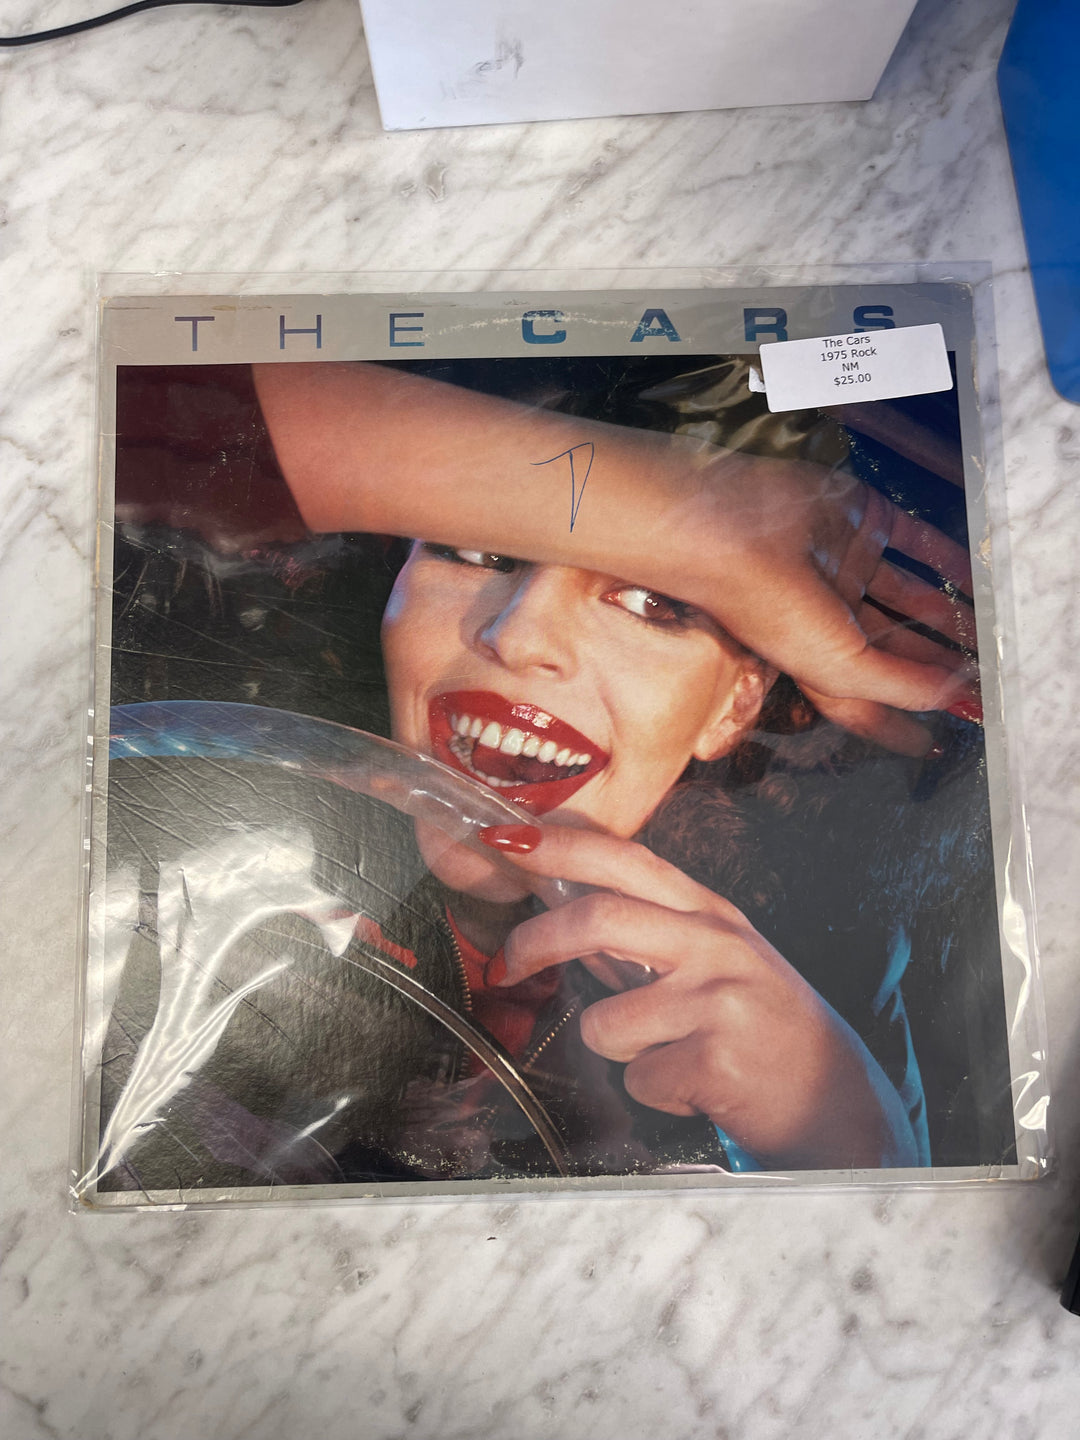 THE CARS
The Cars
1975 Rock
NM
$25.00